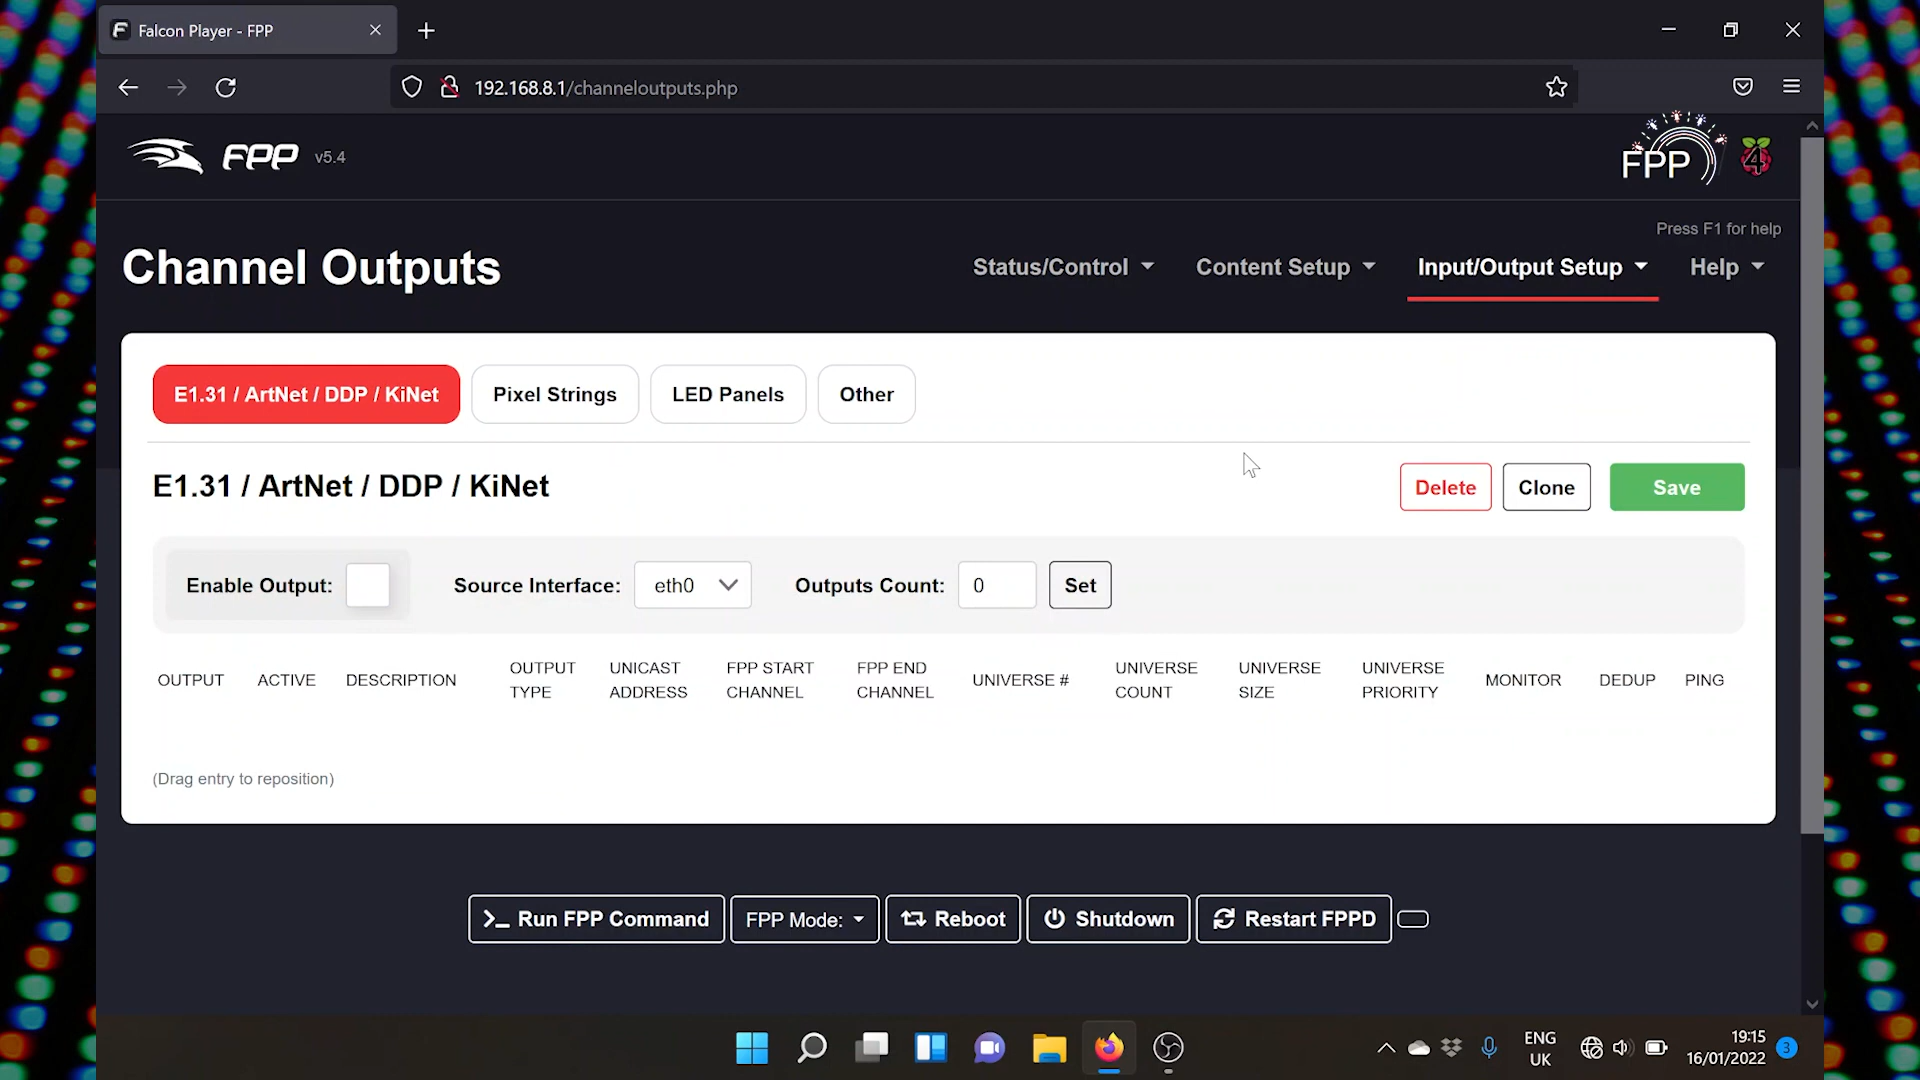 Falcon Player - FPP
192.168.8.1/channeloutputs.php
FPP v5.4
FPP
4
Press F1 for help
Channel Outputs
Status/Control
Content Setup
Input/Output Setup
Help
E1.31 / ArtNet / DDP / KiNet
Pixel Strings
LED Panels
Other
E1.31 / ArtNet / DDP / KiNet
Delete
Clone
Save
Enable Output:
Source Interface:
eth0
Outputs Count:
0
Set
OUTPUT
ACTIVE
DESCRIPTION
OUTPUT
TYPE
UNICAST
ADDRESS
FPP START
CHANNEL
FPP END
CHANNEL
UNIVERSE #
UNIVERSE
COUNT
UNIVERSE
SIZE
UNIVERSE
PRIORITY
MONITOR
DEDUP
PING
(Drag entry to reposition)
Run FPP Command
FPP Mode:
Reboot
Shutdown
Restart FPPD
ENG
UK
19:15
16/01/2022
3